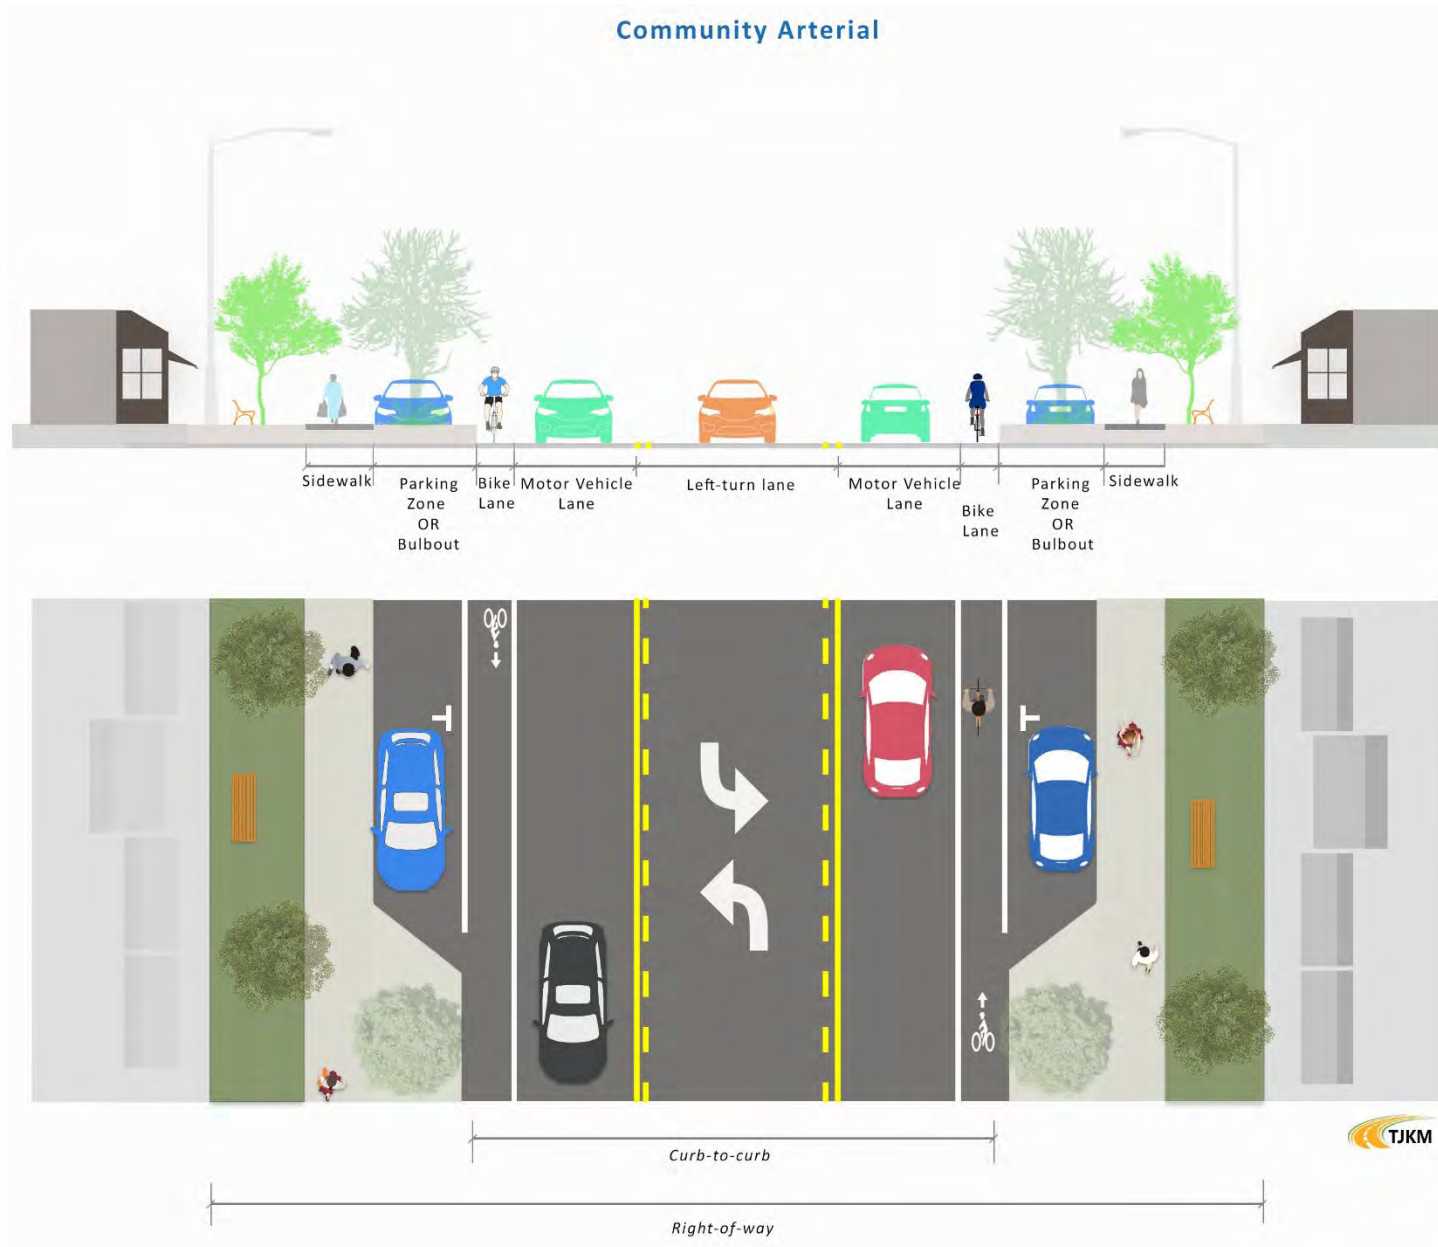 Community Arterial
Sidewalk
Parking
Zone
OR
Bulbout
Bike
Lane
Motor Vehicle
Lane
Left-turn lane
Motor Vehicle
Lane
Bike
Lane
Parking
Zone
OR
Bulbout
Sidewalk
TJKM
Curb-to-curb
Right-of-way